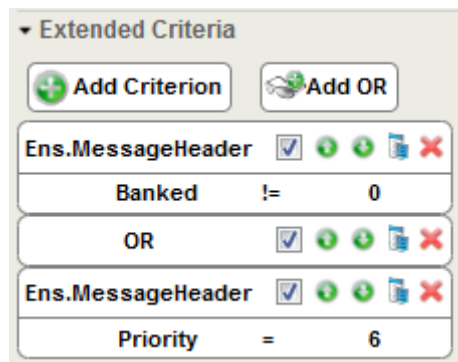 Extended Criteria
Add Criterion Add OR
Ens.MessageHeader
Banked != 0
OR
Ens.MessageHeader
Priority = 6